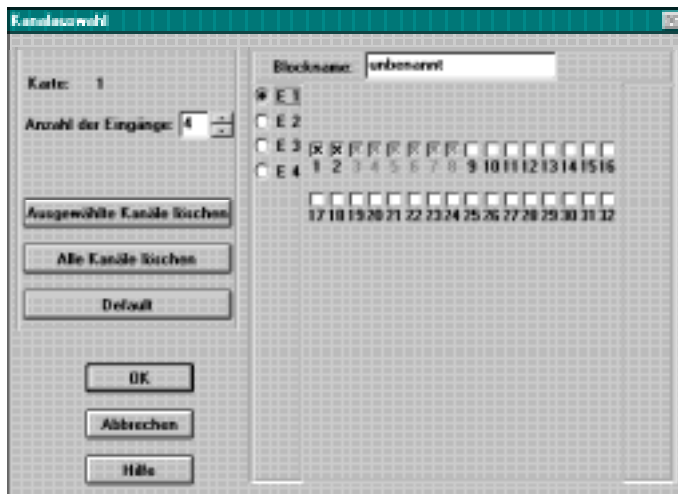 Kanalauswahl
Karte: 1
Anzahl der Eingänge: 4
Ausgewählte Kanäle löschen
Alle Kanäle löschen
Default
OK
Abbrechen
Hilfe
Blockname: unbenannt
E 1
E 2
E 3
E 4
1 2 3 4 5 6 7 8 9 10 11 12 13 14 15 16
17 18 19 20 21 22 23 24 25 26 27 28 29 30 31 32